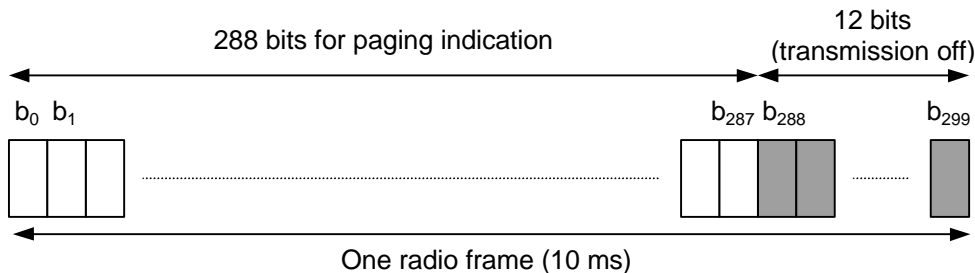 288 bits for paging indication
12 bits
(transmission off)
b0 b1 b287 b288 b299
One radio frame (10 ms)